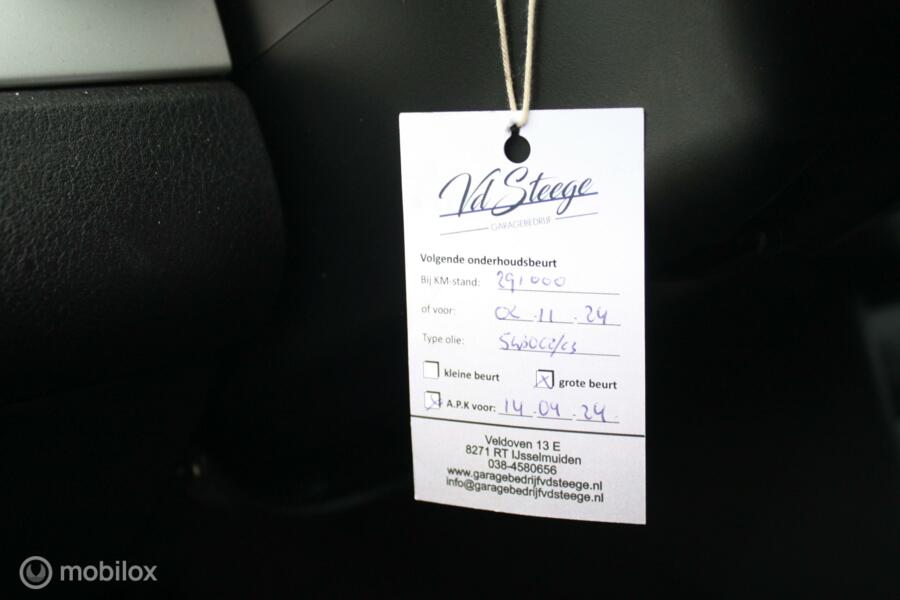 Vd Steege
GARAGEBEDRIJF
Volgende onderhoudsbeurt
Bij KM-stand: 291000
of voor: 02.11.24
Type olie: 5w30C2/C3
kleine beurt
grote beurt
A.P.K voor: 14.04.24.
Veldoven 13 E
8271 RT IJsselmuiden
038-4580656
www.garagebedrijfvdsteege.nl
info@garagebedrijfvdsteege.nl
mobilox